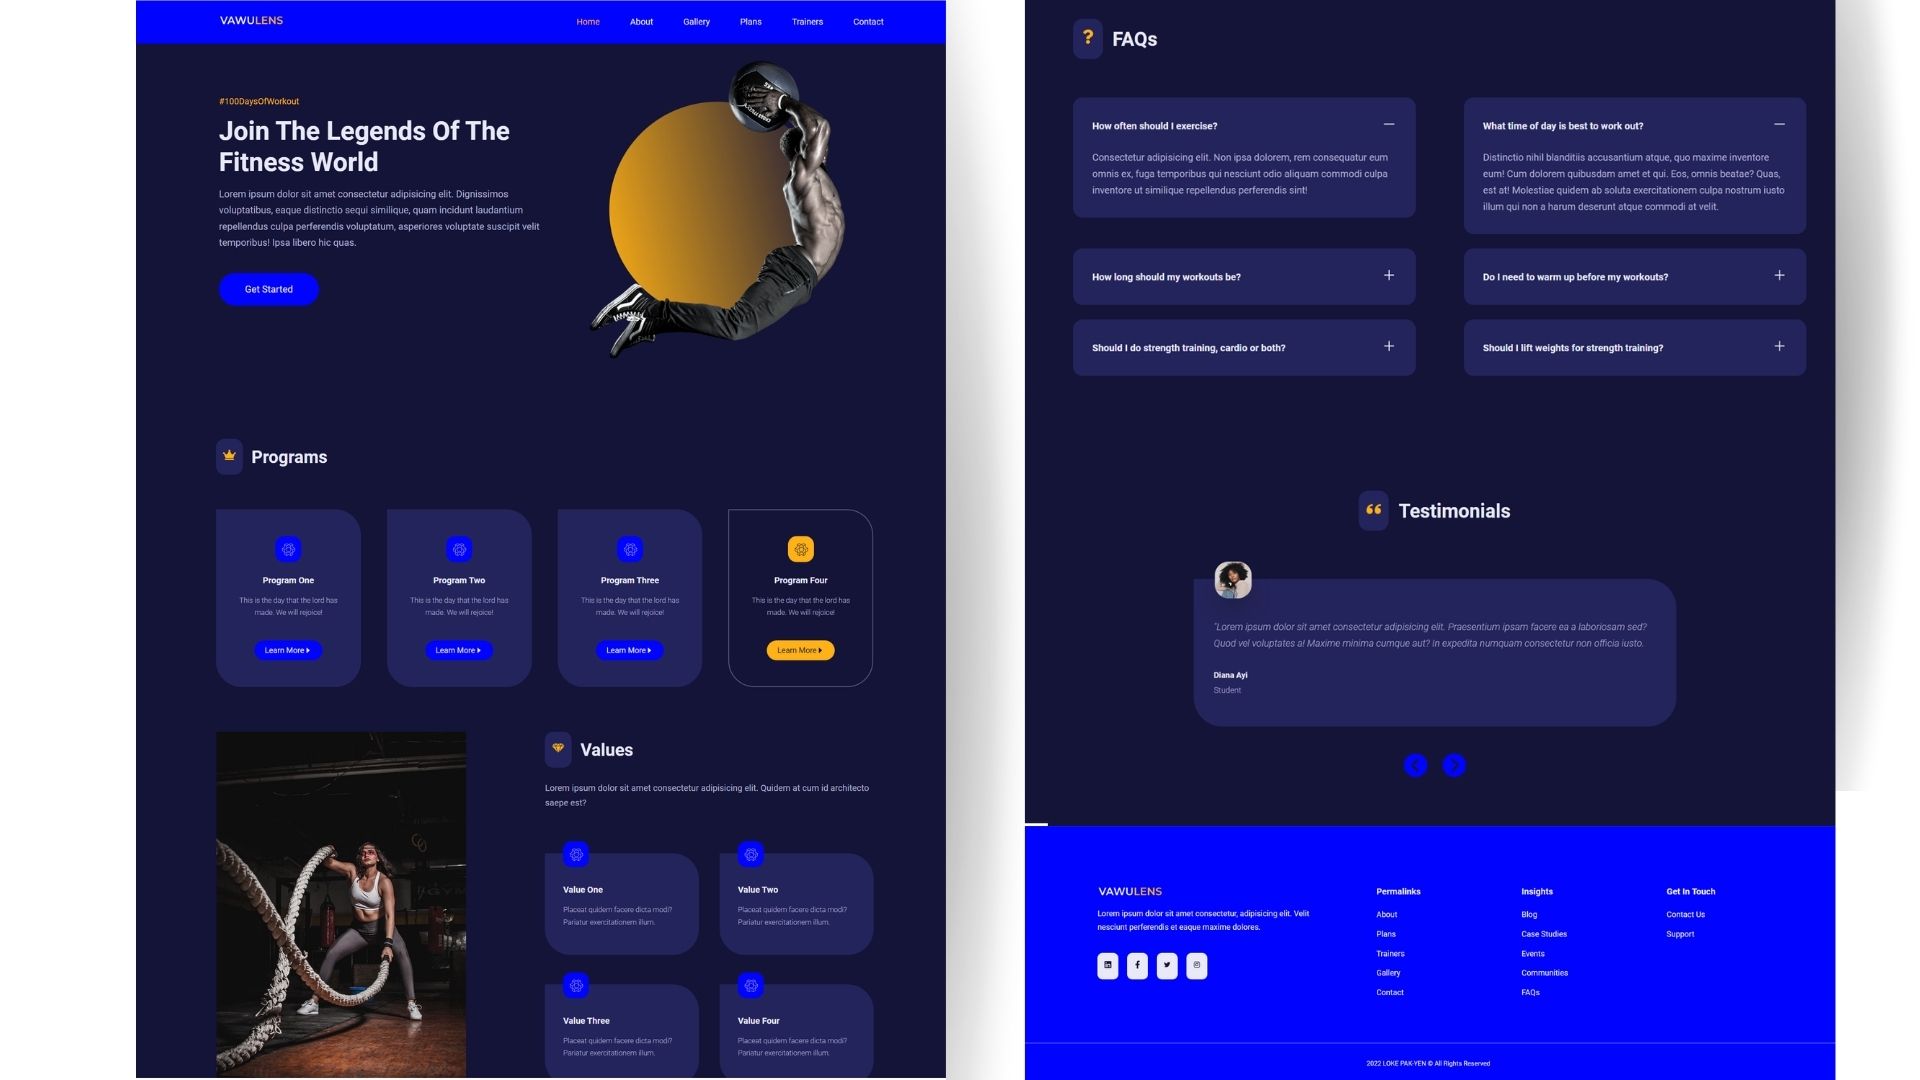 VAWULENS
Home About Gallery Plans Trainers Contact
#100DaysOfWorkout
Join The Legends Of The
Fitness World
Lorem ipsum dolor sit amet consectetur adipisicing elit. Dignissimos
voluptatibus, eaque distinctio sequi similique, quam incidunt laudantium
repellendus culpa perferendis voluptatum, asperiores voluptate suscipit velit
temporibus! Ipsa libero hic quas.
Get Started
Programs
Program One
This is the day that the lord has
made. We will rejoice!
Learn More
Program Two
This is the day that the lord has
made. We will rejoice!
Learn More
Program Three
This is the day that the lord has
made. We will rejoice!
Learn More
Program Four
This is the day that the lord has
made. We will rejoice!
Learn More
Values
Lorem ipsum dolor sit amet consectetur adipisicing elit. Quidem at cum id architecto
saepe est?
Value One
Placeat quidem facere dicta modi?
Pariatur exercitationem illum.
Value Two
Placeat quidem facere dicta modi?
Pariatur exercitationem illum.
Value Three
Placeat quidem facere dicta modi?
Pariatur exercitationem illum.
Value Four
Placeat quidem facere dicta modi?
Pariatur exercitationem illum.
?
FAQs
How often should I exercise?
Consectetur adipisicing elit. Non ipsa dolorem, rem consequatur eum
omnis ex, fuga temporibus qui nesciunt odio aliquam commodi culpa
inventore ut similique repellendus perferendis sint!
What time of day is best to work out?
Distinctio nihil blanditiis accusantium atque, quo maxime inventore
eum! Cum dolorem quibusdam amet et qui. Eos, omnis beatae? Quas,
est at! Molestiae quidem ab soluta exercitationem culpa nostrum iusto
illum qui non a harum deserunt atque commodi at velit.
How long should my workouts be?
Do I need to warm up before my workouts?
Should I do strength training, cardio or both?
Should I lift weights for strength training?
Testimonials
"Lorem ipsum dolor sit amet consectetur adipisicing elit. Praesentium ipsam facere ea a laboriosam sed?
Quod vel voluptates a! Maxime minima cumque aut? In expedita numquam consectetur non officia iusto.
Diana Ayi
Student
VAWULENS
Lorem ipsum dolor sit amet consectetur, adipisicing elit. Velit
nesciunt perferendis et eaque maxime dolores.
Permalinks
About
Plans
Trainers
Gallery
Contact
Insights
Blog
Case Studies
Events
Communities
FAQs
Get In Touch
Contact Us
Support
2022 LOKE PAK-YEN © All Rights Reserved